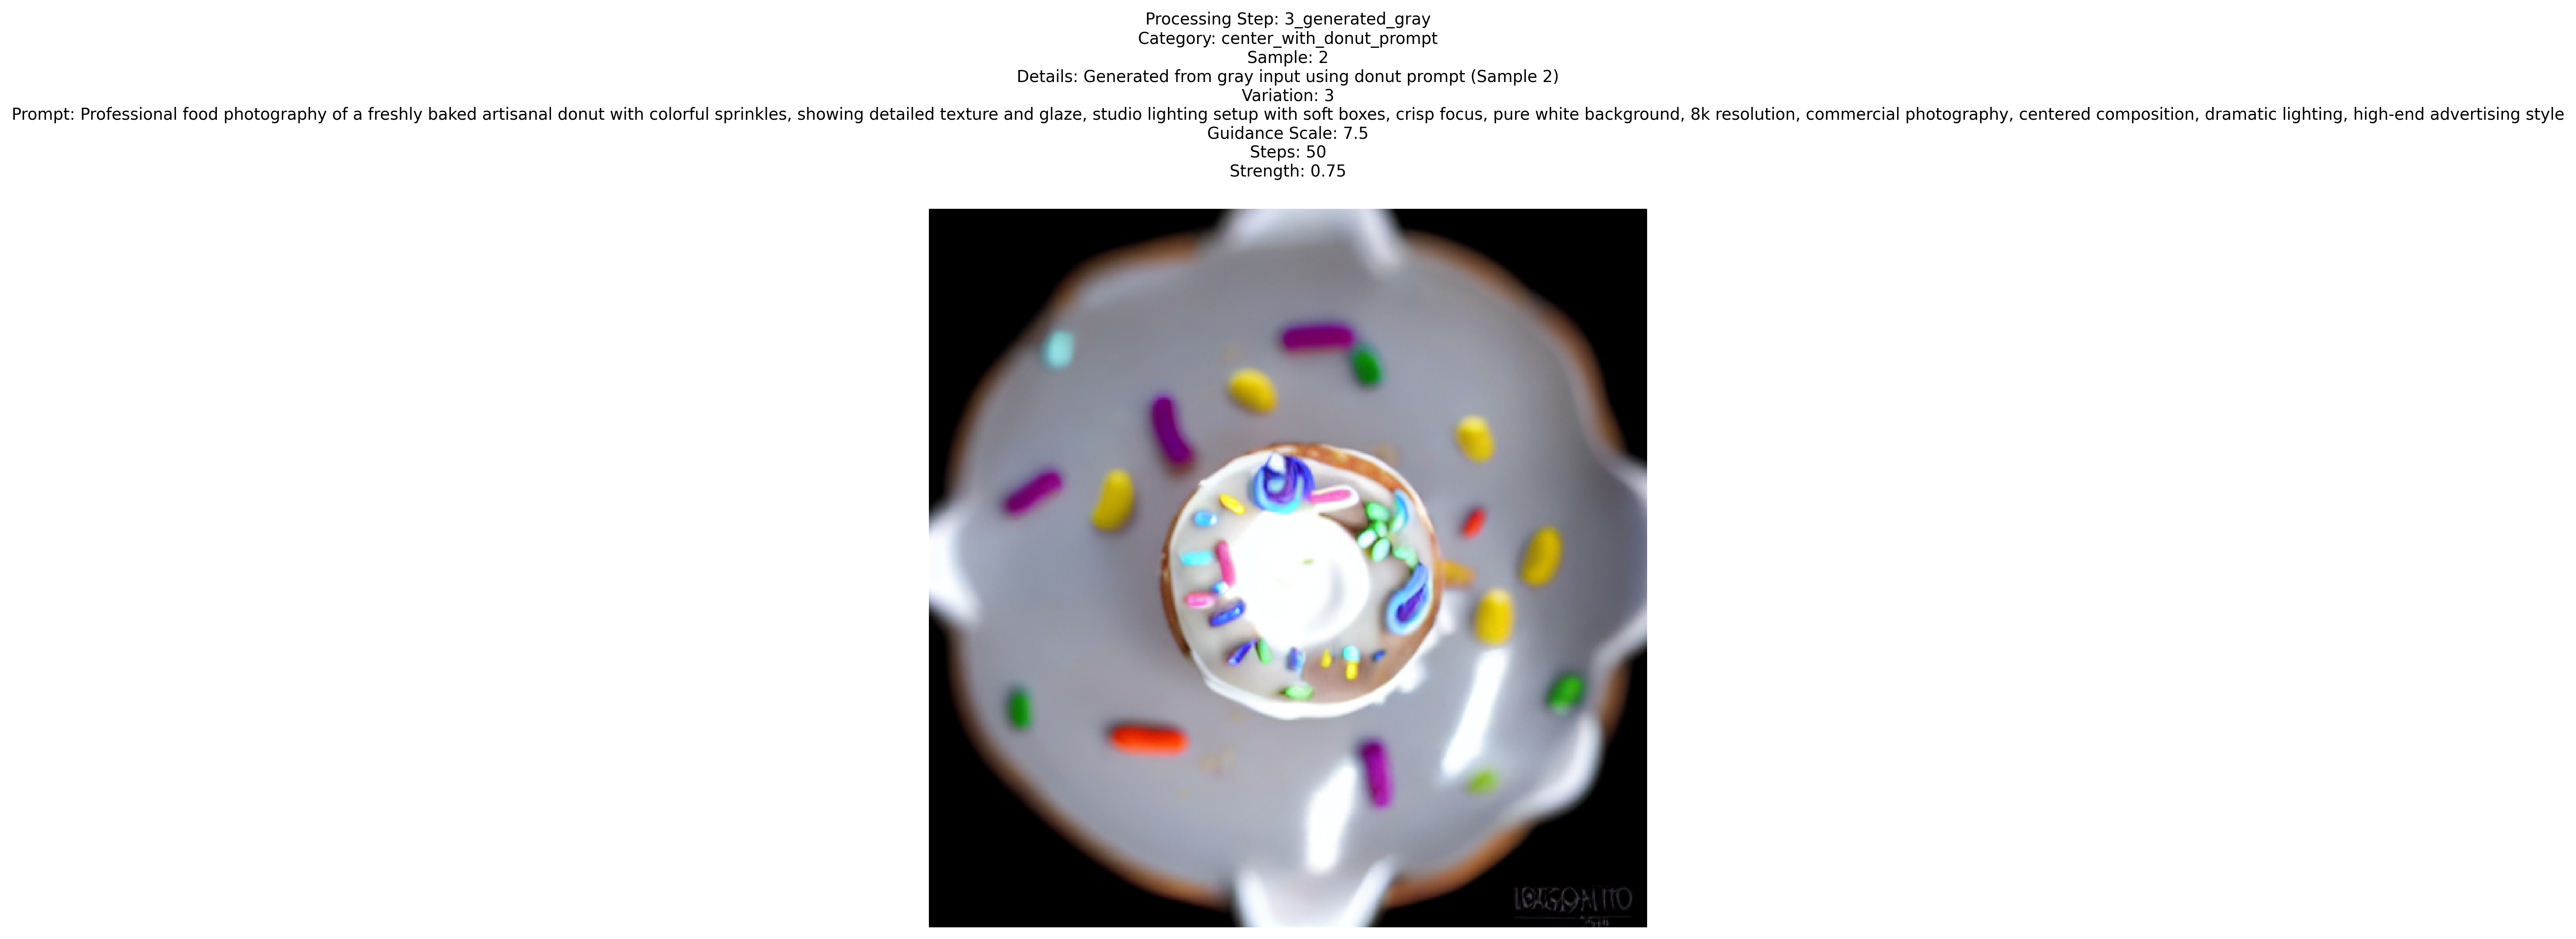 Processing Step: 3_generated_gray
Category: center_with_donut_prompt
Sample: 2
Details: Generated from gray input using donut prompt (Sample 2)
Variation: 3
Prompt: Professional food photography of a freshly baked artisanal donut with colorful sprinkles, showing detailed texture and glaze, studio lighting setup with soft boxes, crisp focus, pure white background, 8k resolution, commercial photography, centered composition, dramatic lighting, high-end advertising style
Guidance Scale: 7.5
Steps: 50
Strength: 0.75